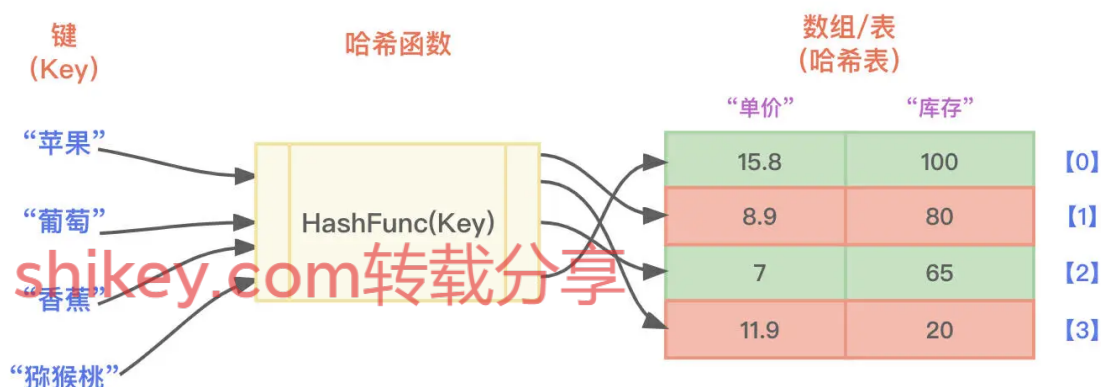 键
(Key)
哈希函数
数组/表
(哈希表)
“单价” “库存”
“苹果”
15.8 100 【0】
“葡萄”
8.9 80 【1】
HashFunc(Key)
shikey.com转载分享
7 65 【2】
“香蕉”
11.9 20 【3】
“猕猴桃”